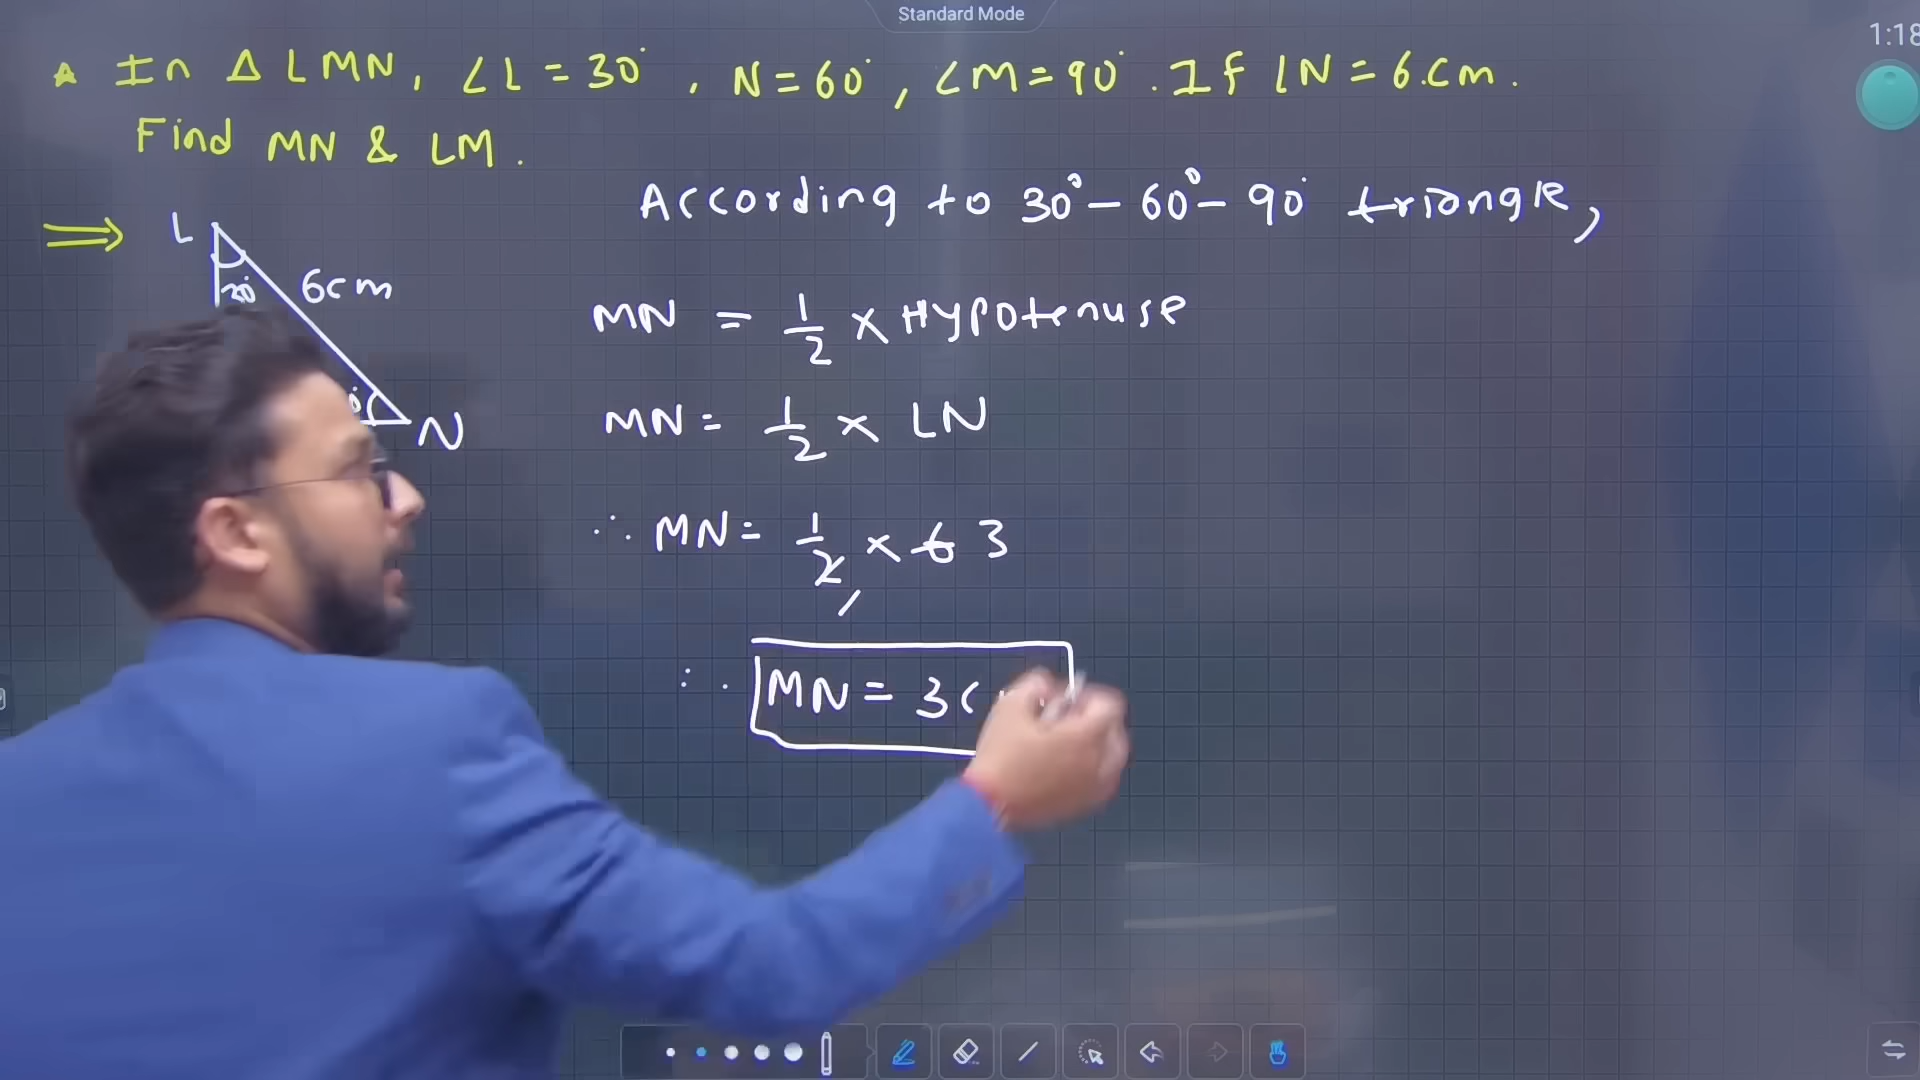 Standard Mode
1:18
In Δ LMN, ∠L = 30°, N = 60°, ∠M = 90°. If LN = 6.cm.
Find MN & LM.
According to 30° - 60° - 90° triangle,
L
30°
6cm
N
MN = 1/2 × Hypotenuse
MN = 1/2 × LN
∴ MN = 1/2 × 6 3
∴ MN = 3